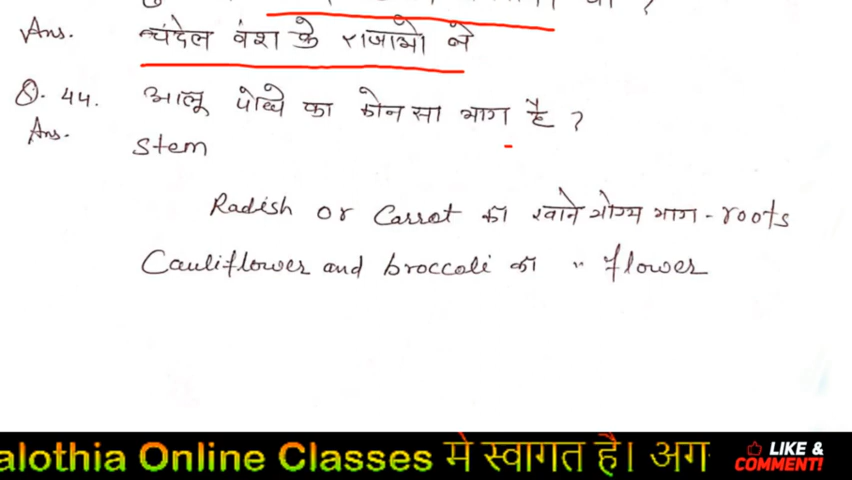 Ans. चंदेल वंश के राजाओ ने
Q. 44. आलू पोधे का कोन सा भाग है ?
Ans. Stem
Radish or Carrot का खाने योग्य भाग - roots
Cauliflower and broccoli का " flower
alothia Online Classes मे स्वागत है। अग
LIKE & COMMENT!